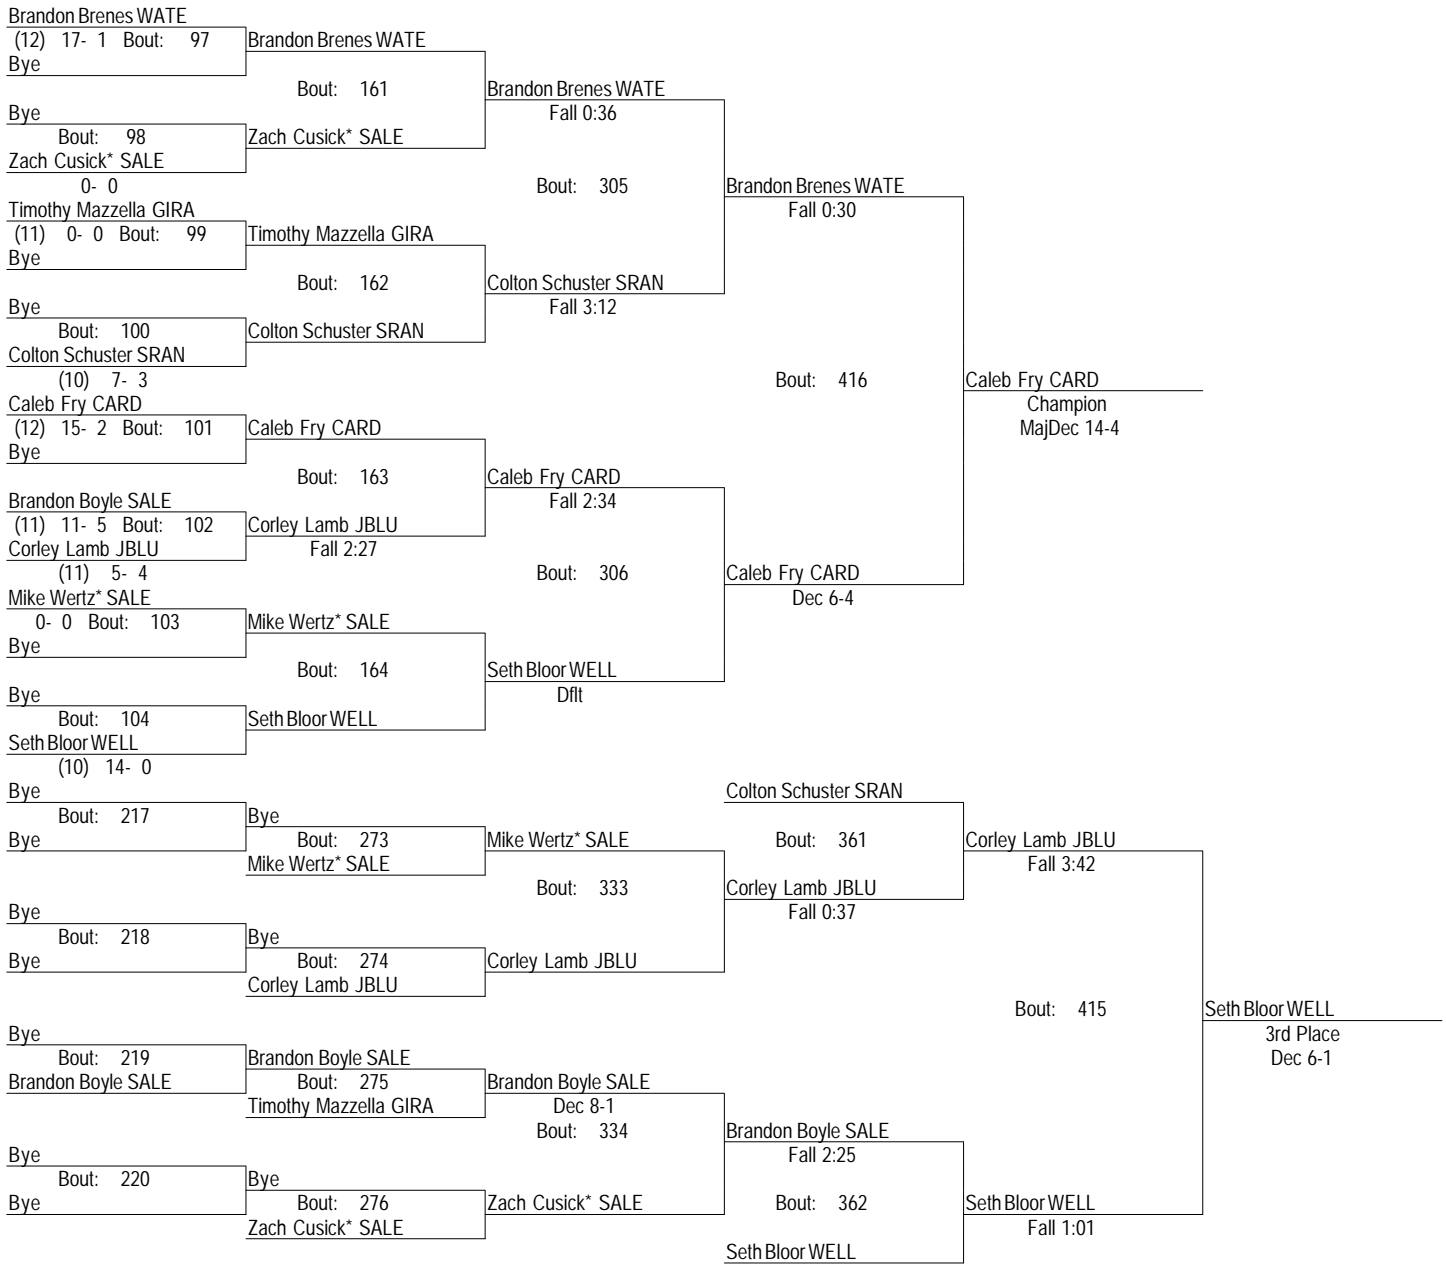 Brandon Brenes WATE
(12) 17- 1 Bout: 97
Brandon Brenes WATE
Bye
Bout: 161
Brandon Brenes WATE
Bye
Fall 0:36
Bout: 98
Zach Cusick* SALE
Zach Cusick* SALE
0- 0
Bout: 305
Brandon Brenes WATE
Timothy Mazzella GIRA
Fall 0:30
(11) 0- 0 Bout: 99
Timothy Mazzella GIRA
Bye
Bout: 162
Colton Schuster SRAN
Bye
Fall 3:12
Bout: 100
Colton Schuster SRAN
Colton Schuster SRAN
(10) 7- 3
Bout: 416
Caleb Fry CARD
Caleb Fry CARD
Champion
(12) 15- 2 Bout: 101
Caleb Fry CARD
MajDec 14-4
Bye
Bout: 163
Caleb Fry CARD
Brandon Boyle SALE
Fall 2:34
(11) 11- 5 Bout: 102
Corley Lamb JBLU
Corley Lamb JBLU
Fall 2:27
(11) 5- 4
Bout: 306
Caleb Fry CARD
Mike Wertz* SALE
Dec 6-4
0- 0 Bout: 103
Mike Wertz* SALE
Bye
Bout: 164
Seth Bloor WELL
Bye
Dflt
Bout: 104
Seth Bloor WELL
Seth Bloor WELL
(10) 14- 0
Bye
Colton Schuster SRAN
Bout: 217
Bye
Bye
Bout: 273
Mike Wertz* SALE
Bout: 361
Corley Lamb JBLU
Mike Wertz* SALE
Fall 3:42
Bout: 333
Corley Lamb JBLU
Bye
Fall 0:37
Bout: 218
Bye
Bye
Bout: 274
Corley Lamb JBLU
Corley Lamb JBLU
Bout: 415
Seth Bloor WELL
Bye
3rd Place
Bout: 219
Brandon Boyle SALE
Dec 6-1
Brandon Boyle SALE
Bout: 275
Brandon Boyle SALE
Timothy Mazzella GIRA
Dec 8-1
Bout: 334
Brandon Boyle SALE
Bye
Fall 2:25
Bout: 220
Bye
Bye
Bout: 276
Zach Cusick* SALE
Bout: 362
Seth Bloor WELL
Zach Cusick* SALE
Fall 1:01
Seth Bloor WELL